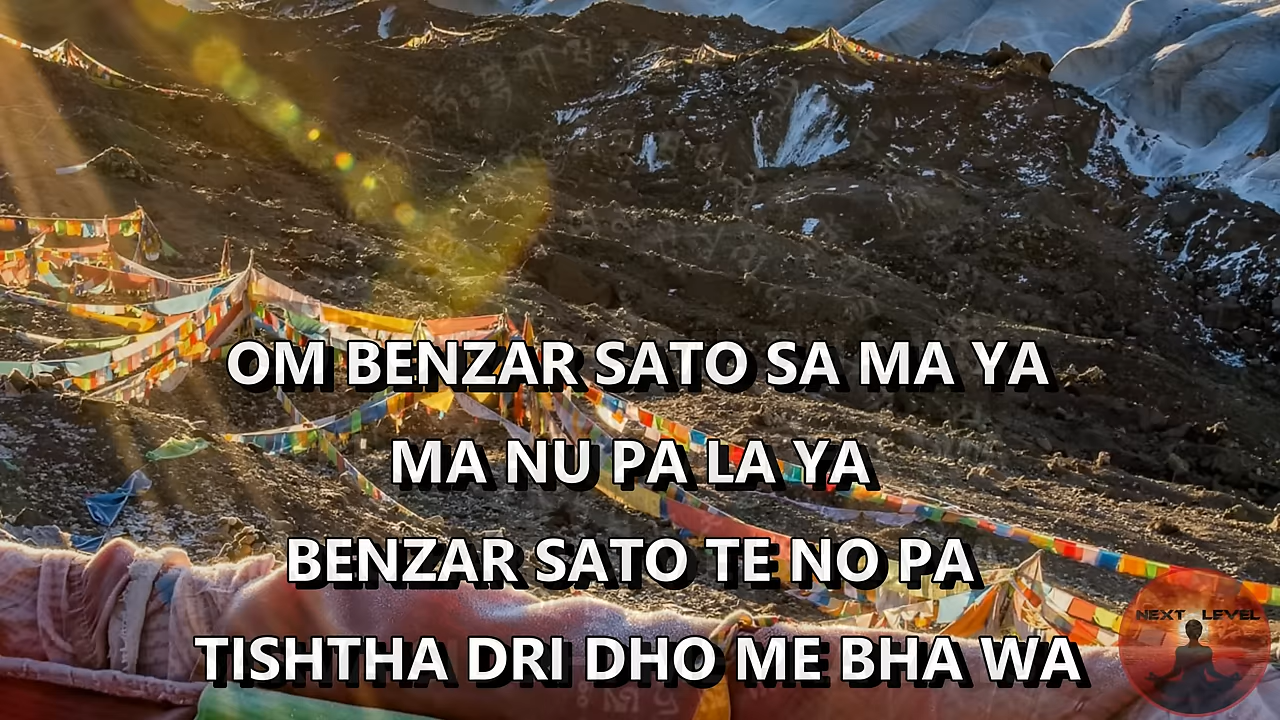 OM BENZAR SATO SA MA YA
MA NU PA LA YA
BENZAR SATO TE NO PA
TISHTHA DRI DHO ME BHA WA
NEXT LEVEL